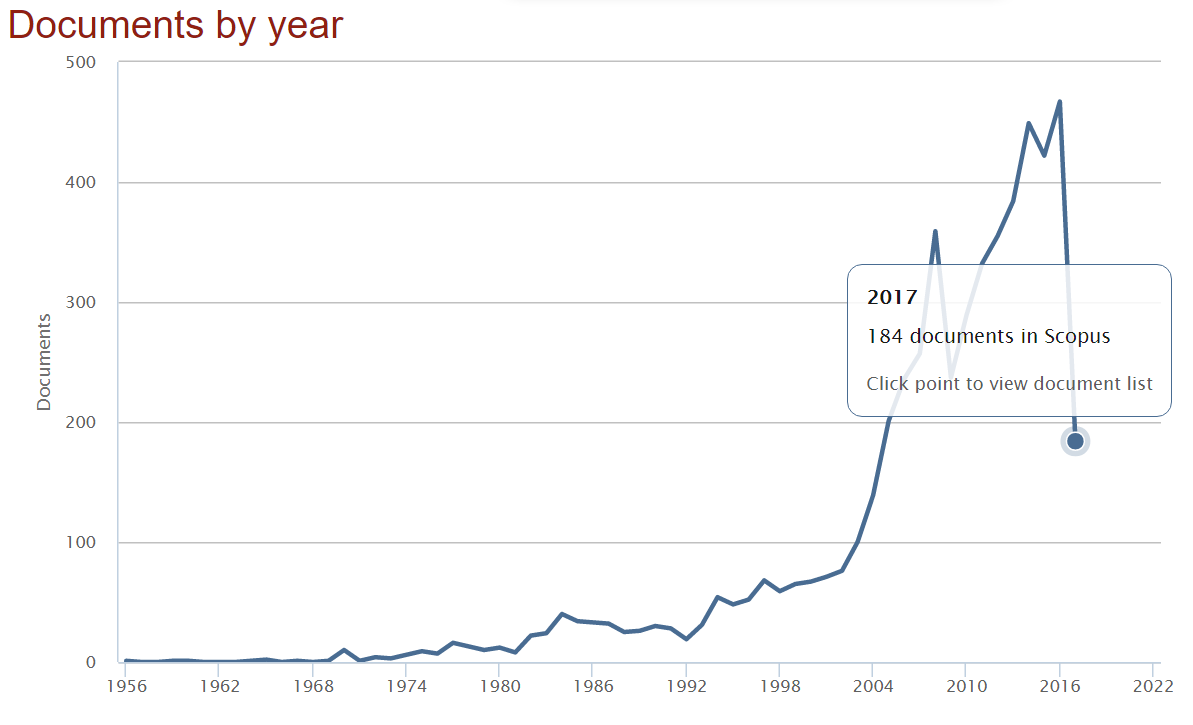 Documents by year
500
400
300
200
100
0
Documents
2017
184 documents in Scopus
Click point to view document list
1956 1962 1968 1974 1980 1986 1992 1998 2004 2010 2016 2022